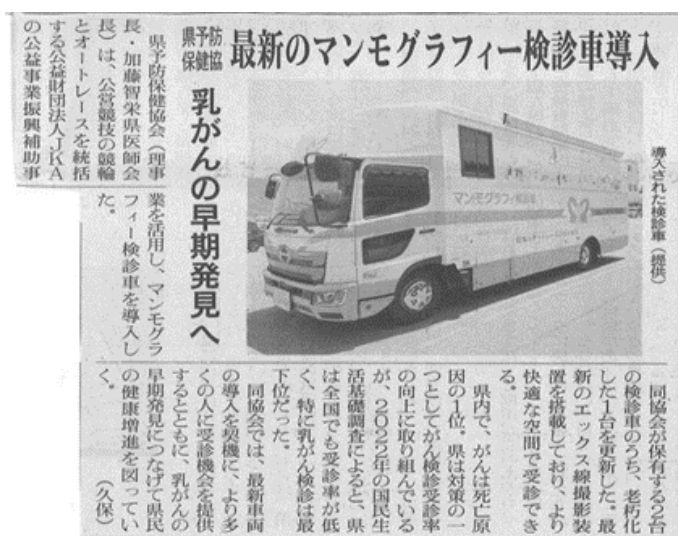 県予防
保健協
最新のマンモグラフィー検診車導入
乳がんの早期発見へ
導入された検診車(提供)
マンモグラフィ検診車
県予防保健協会(理事
長・加藤智栄県医師会
長)は、公営競技の競輪
とオートレースを統括
する公益財団法人JKA
の公益事業振興補助事
業を活用し、マンモグラ
フィー検診車を導入し
た。
同協会が保有する2台
の検診車のうち、老朽化
した1台を更新した。最
新のエックス線撮影装
置を搭載しており、より
快適な空間で受診でき
る。
県内で、がんは死亡原
因の1位。県は対策の一
つとしてがん検診受診率
の向上に取り組んでいる
が、2022年の国民生
活基礎調査によると、県
は全国でも受診率が低
く、特に乳がん検診は最
下位だった。
同協会では、最新車両
の導入を契機に、より多
くの人に受診機会を提供
するとともに、乳がんの
早期発見につなげて県民
の健康増進を図ってい
く。 (久保)